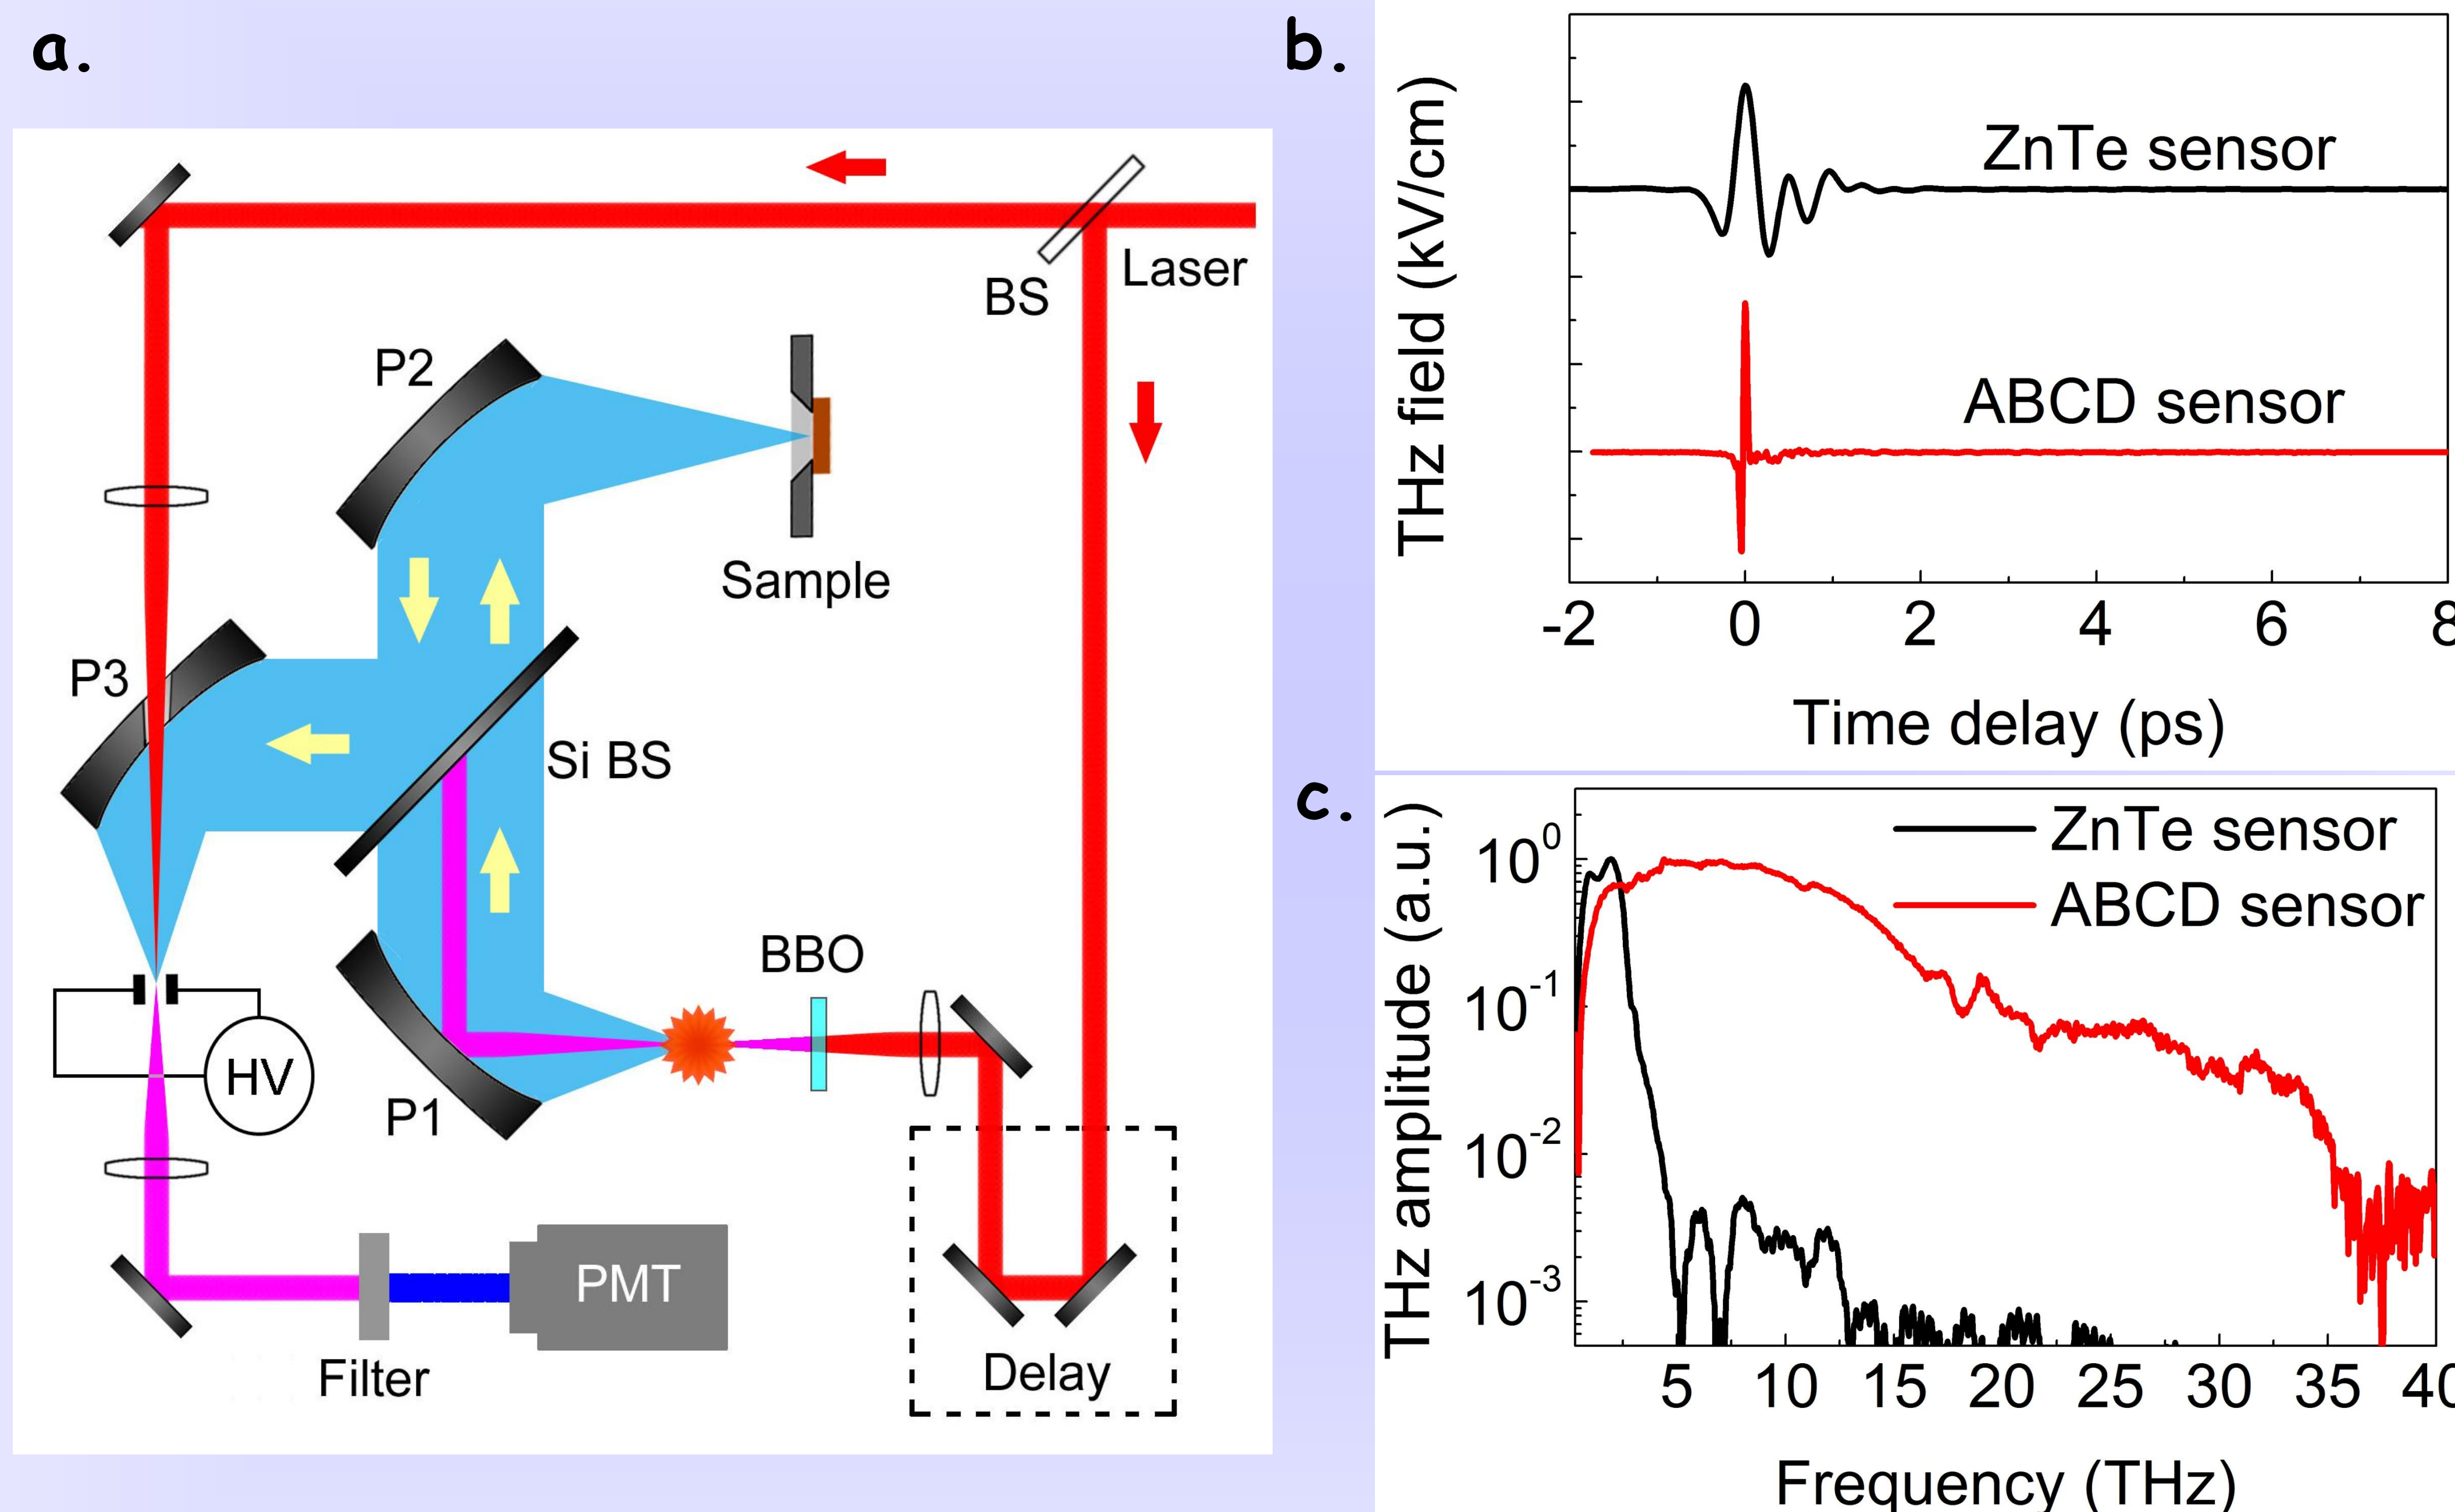 a.
BS
Laser
P2
Sample
P3
Si BS
BBO
HV
P1
PMT
Filter
Delay
b.
THz field (kV/cm)
ZnTe sensor
ABCD sensor
-2 0 2 4 6 8
Time delay (ps)
c.
THz amplitude (a.u.)
ZnTe sensor
ABCD sensor
10^0
10^-1
10^-2
10^-3
5 10 15 20 25 30 35 40
Frequency (THz)